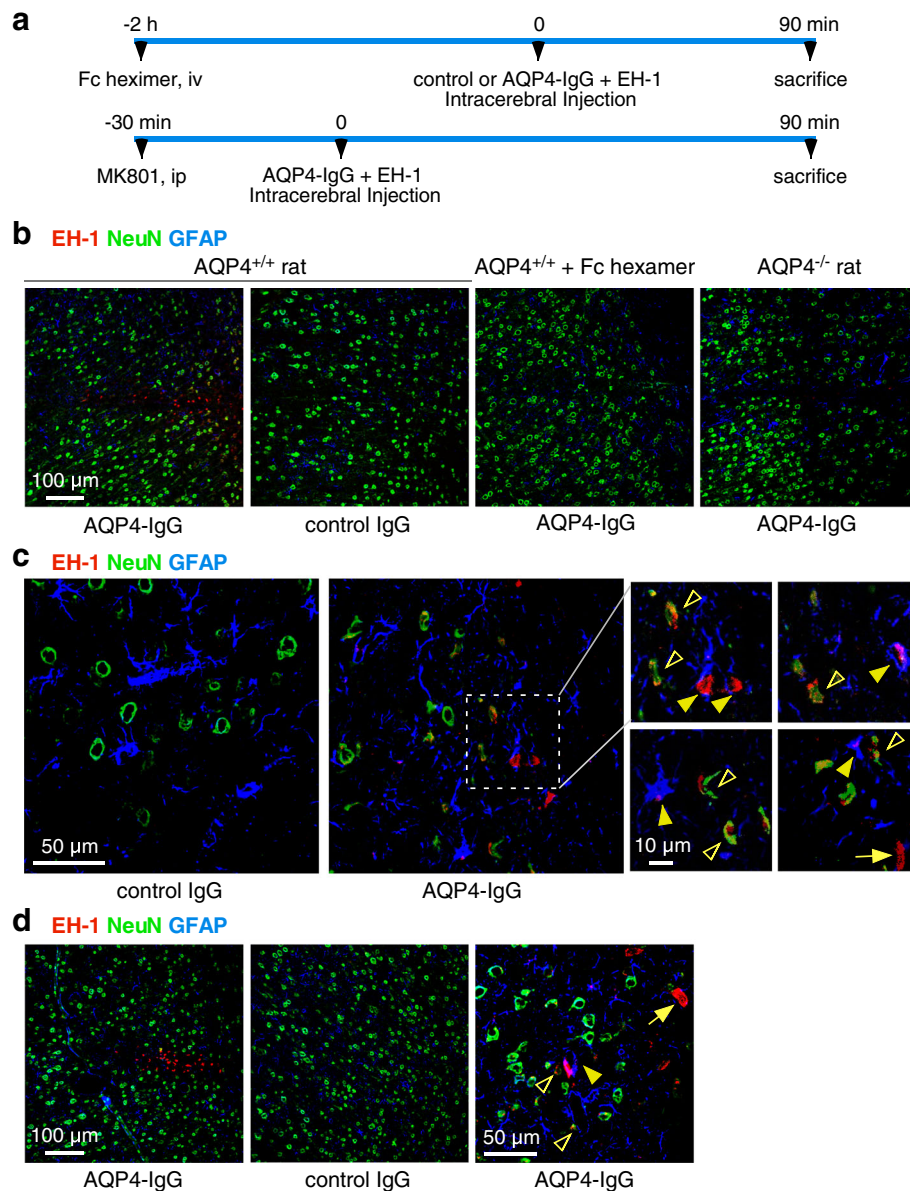 a
-2 h 0 90 min
Fc heximer, iv control or AQP4-IgG + EH-1 sacrifice
Intracerebral Injection
-30 min 0 90 min
MK801, ip AQP4-IgG + EH-1 sacrifice
Intracerebral Injection
b EH-1 NeuN GFAP
AQP4+/+ rat AQP4+/+ + Fc hexamer AQP4-/- rat
100 µm
AQP4-IgG control IgG AQP4-IgG AQP4-IgG
c EH-1 NeuN GFAP
50 µm 10 µm
control IgG AQP4-IgG
d EH-1 NeuN GFAP
100 µm 50 µm
AQP4-IgG control IgG AQP4-IgG